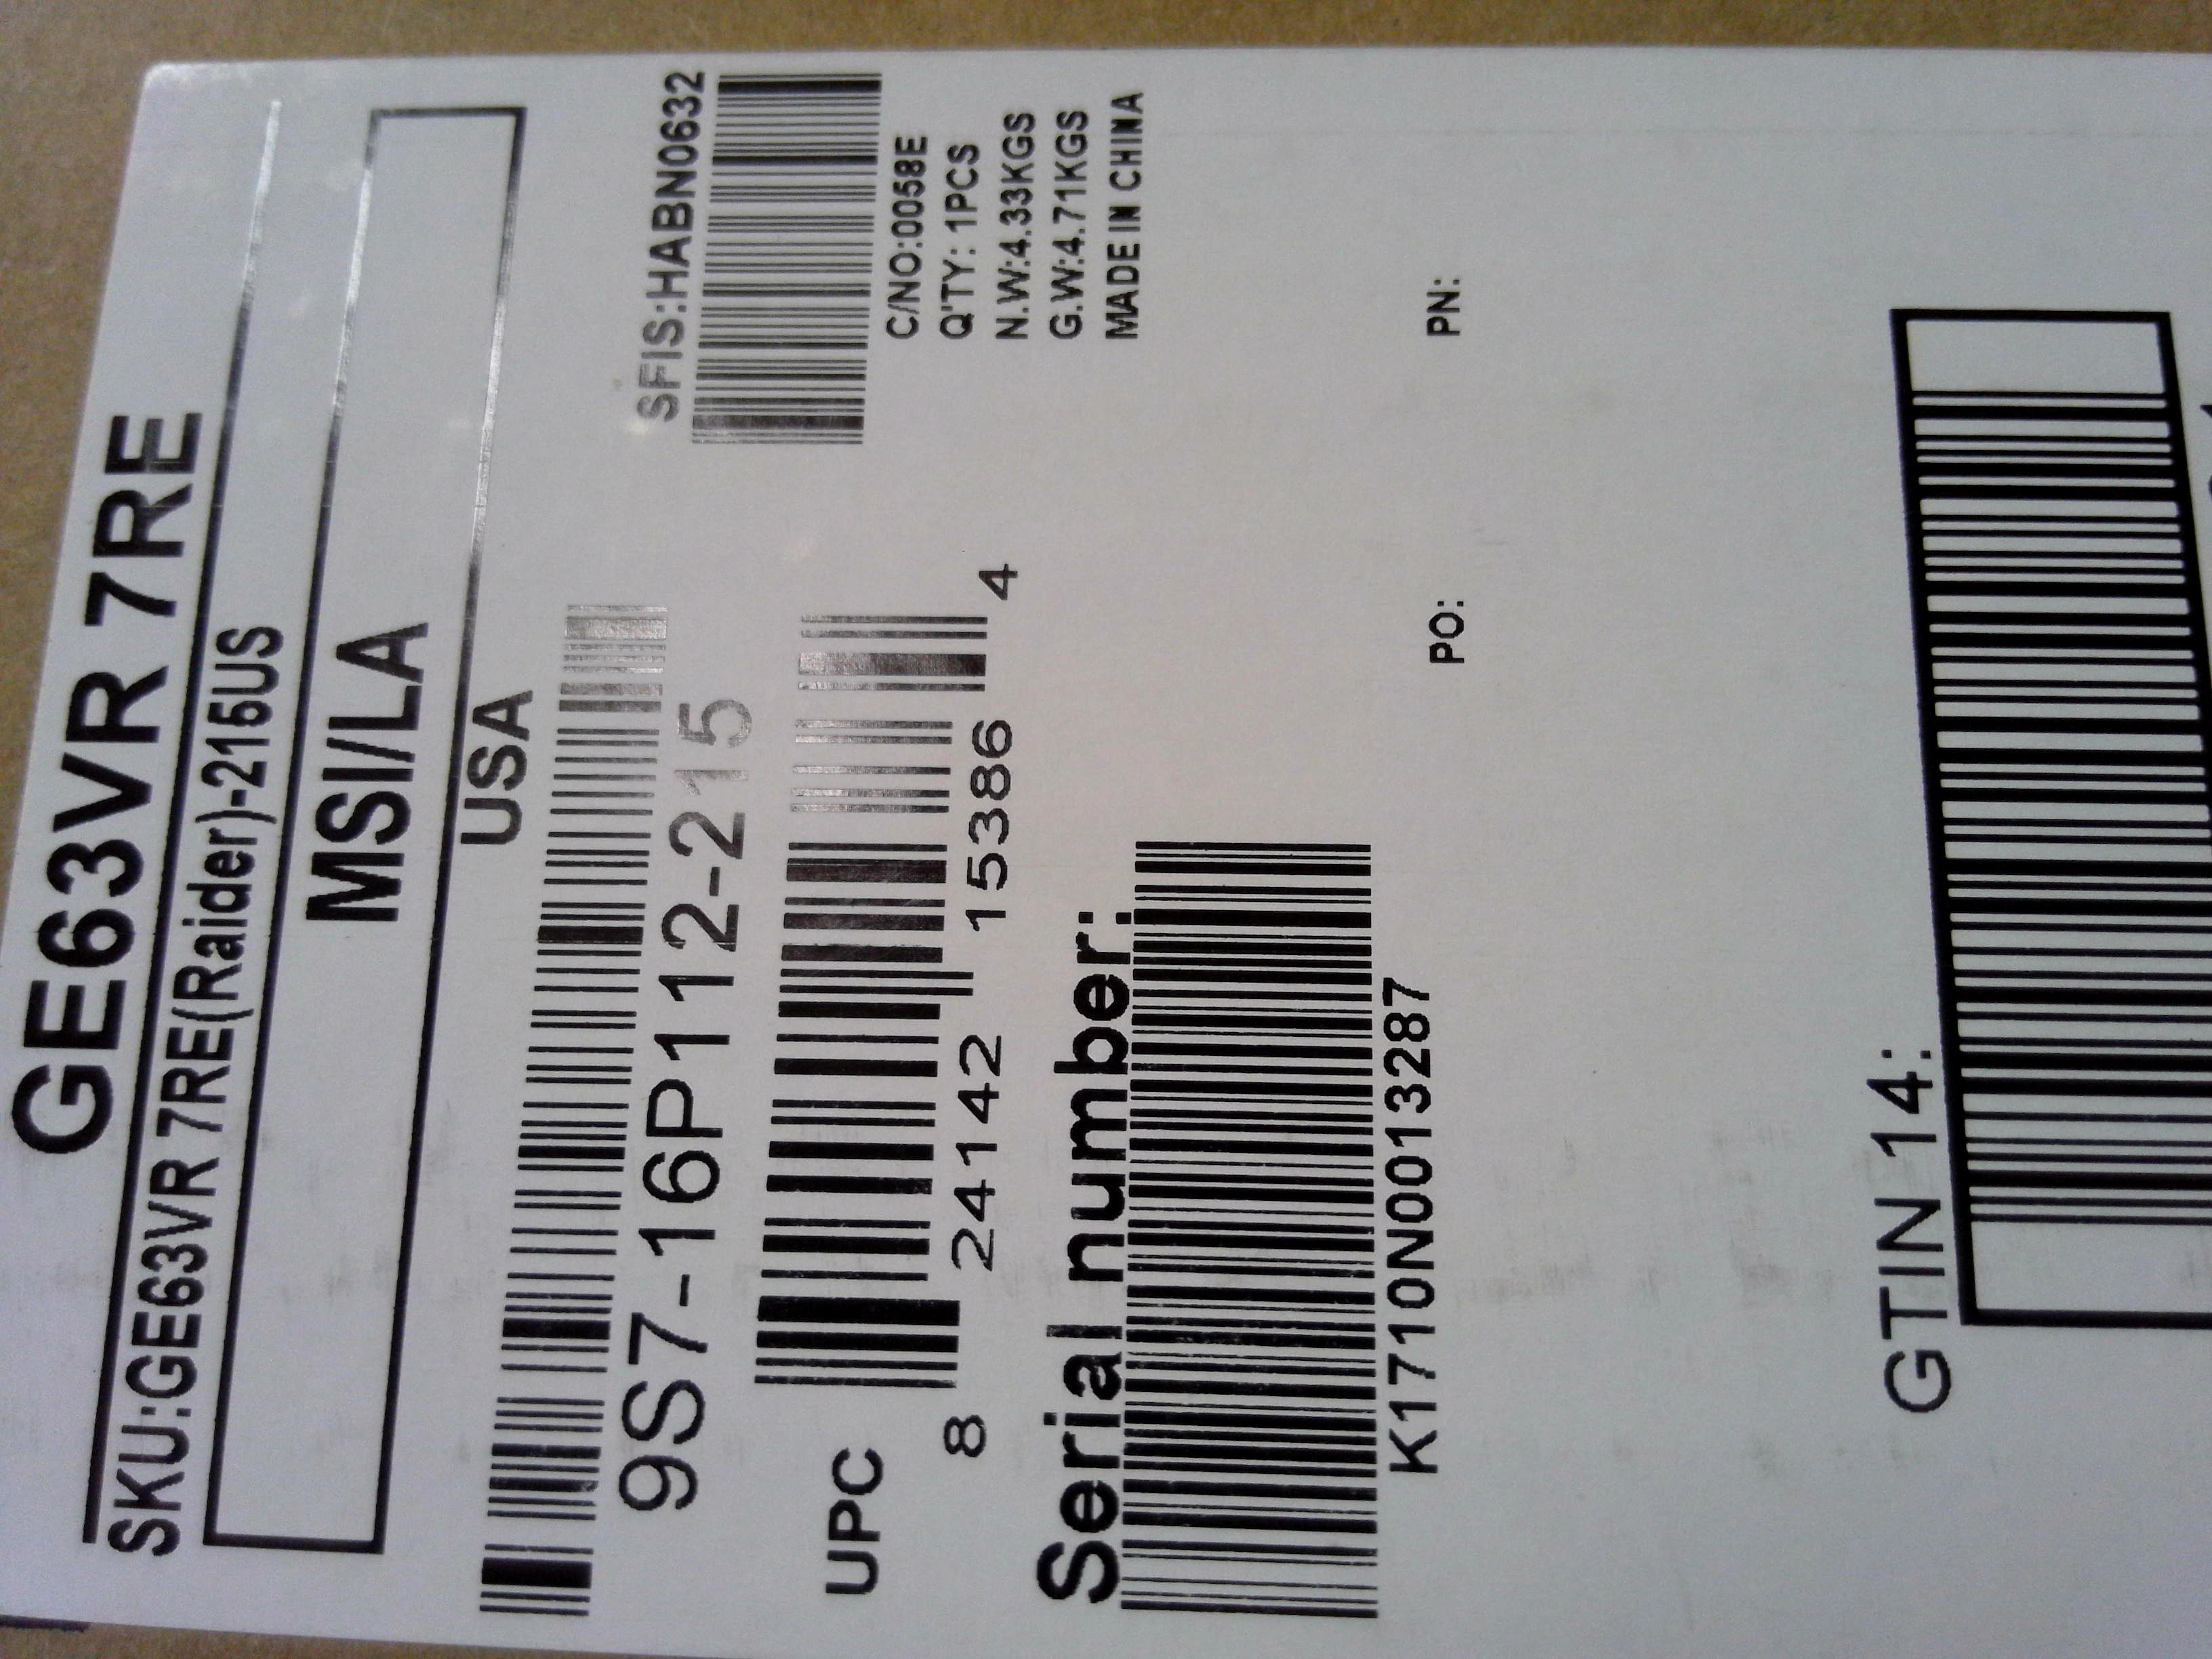 GE63VR 7RE
SKU:GE63VR 7RE(Raider)-215US
MSI/LA
USA
9S7-16P112-215
SFIS:HABN0632
C/NO:0058E
Q'TY: 1PCS
N.W:4.33KGS
G.W:4.71KGS
MADE IN CHINA
UPC
8 24142 15386 4
Serial number:
K1710N0013287
PO:
PN:
GTIN 14: